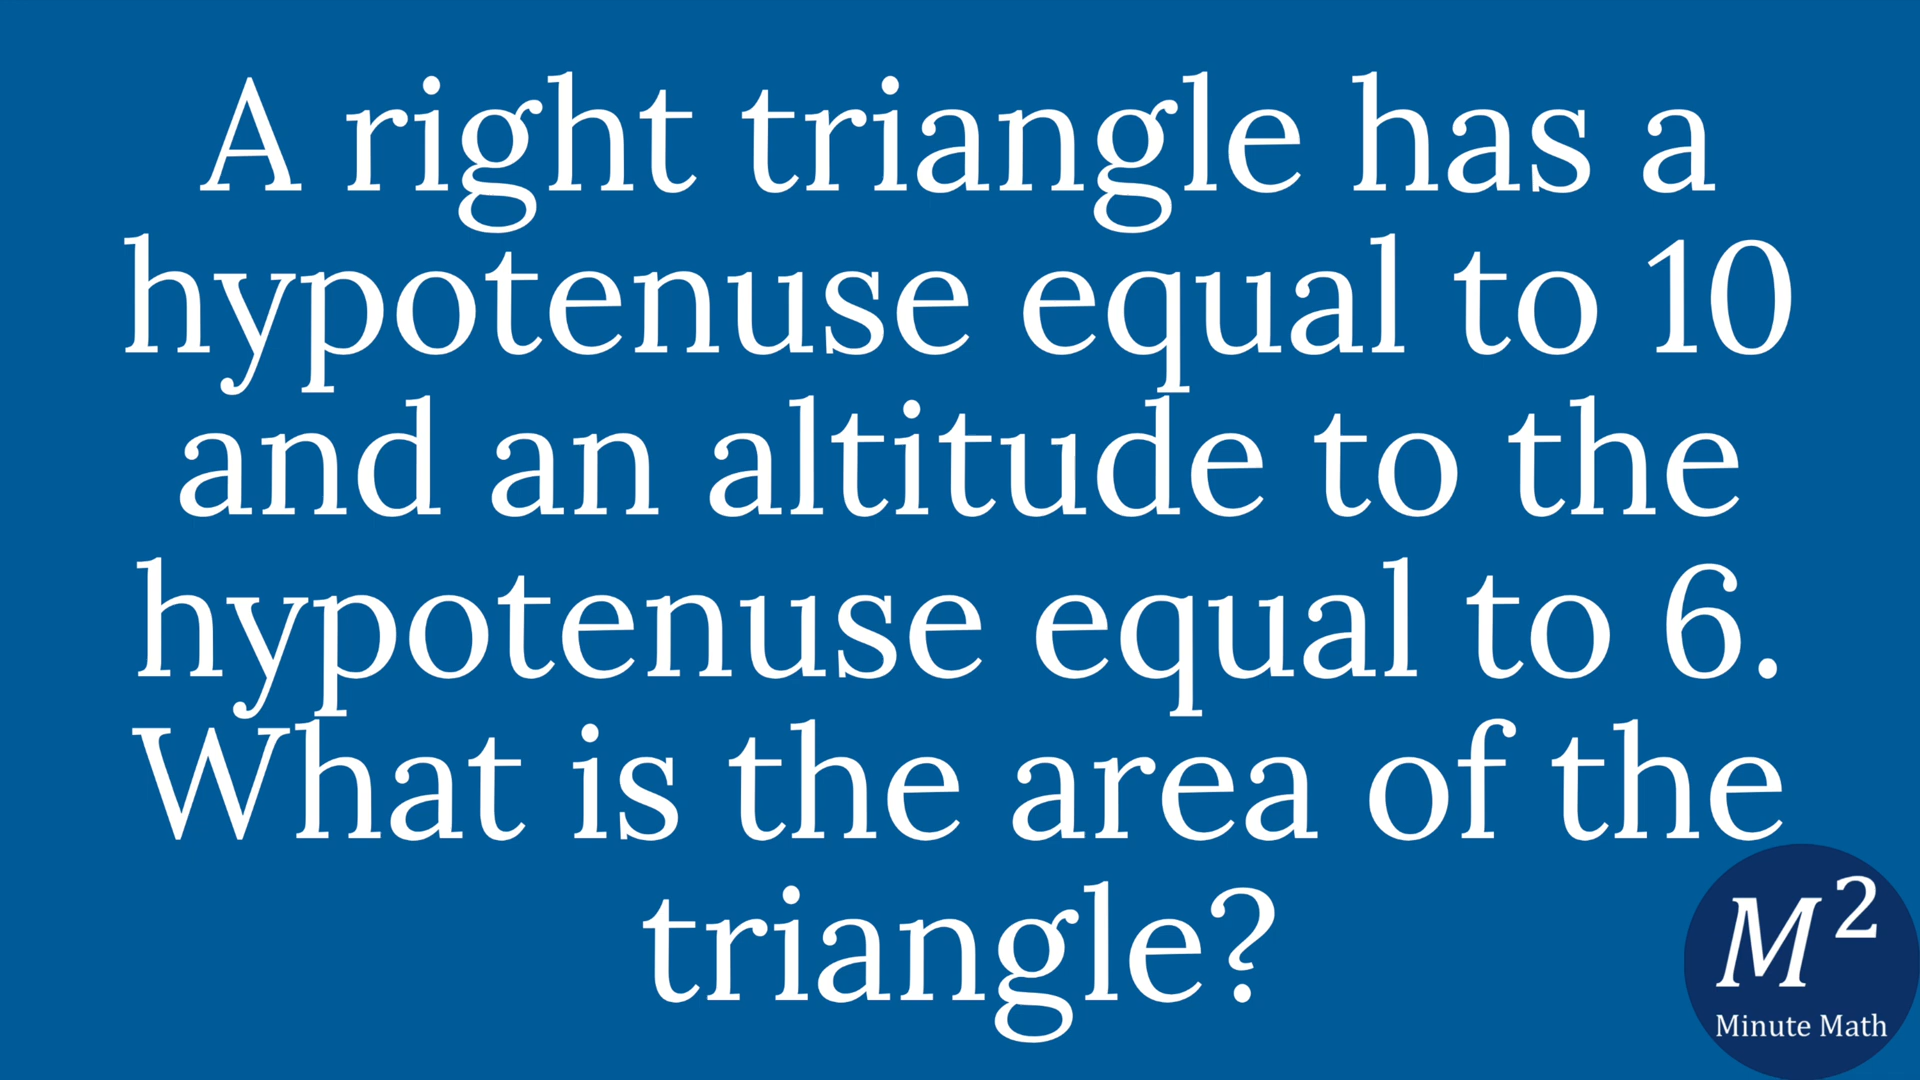 A right triangle has a
hypotenuse equal to 10
and an altitude to the
hypotenuse equal to 6.
What is the area of the
triangle?
M²
Minute Math